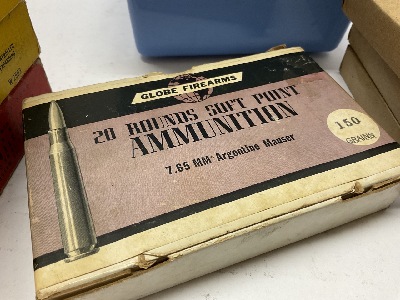 GLOBE FIREARMS
20 ROUNDS SOFT POINT
AMMUNITION
7.65 MM Argentine Mauser
150
GRAINS